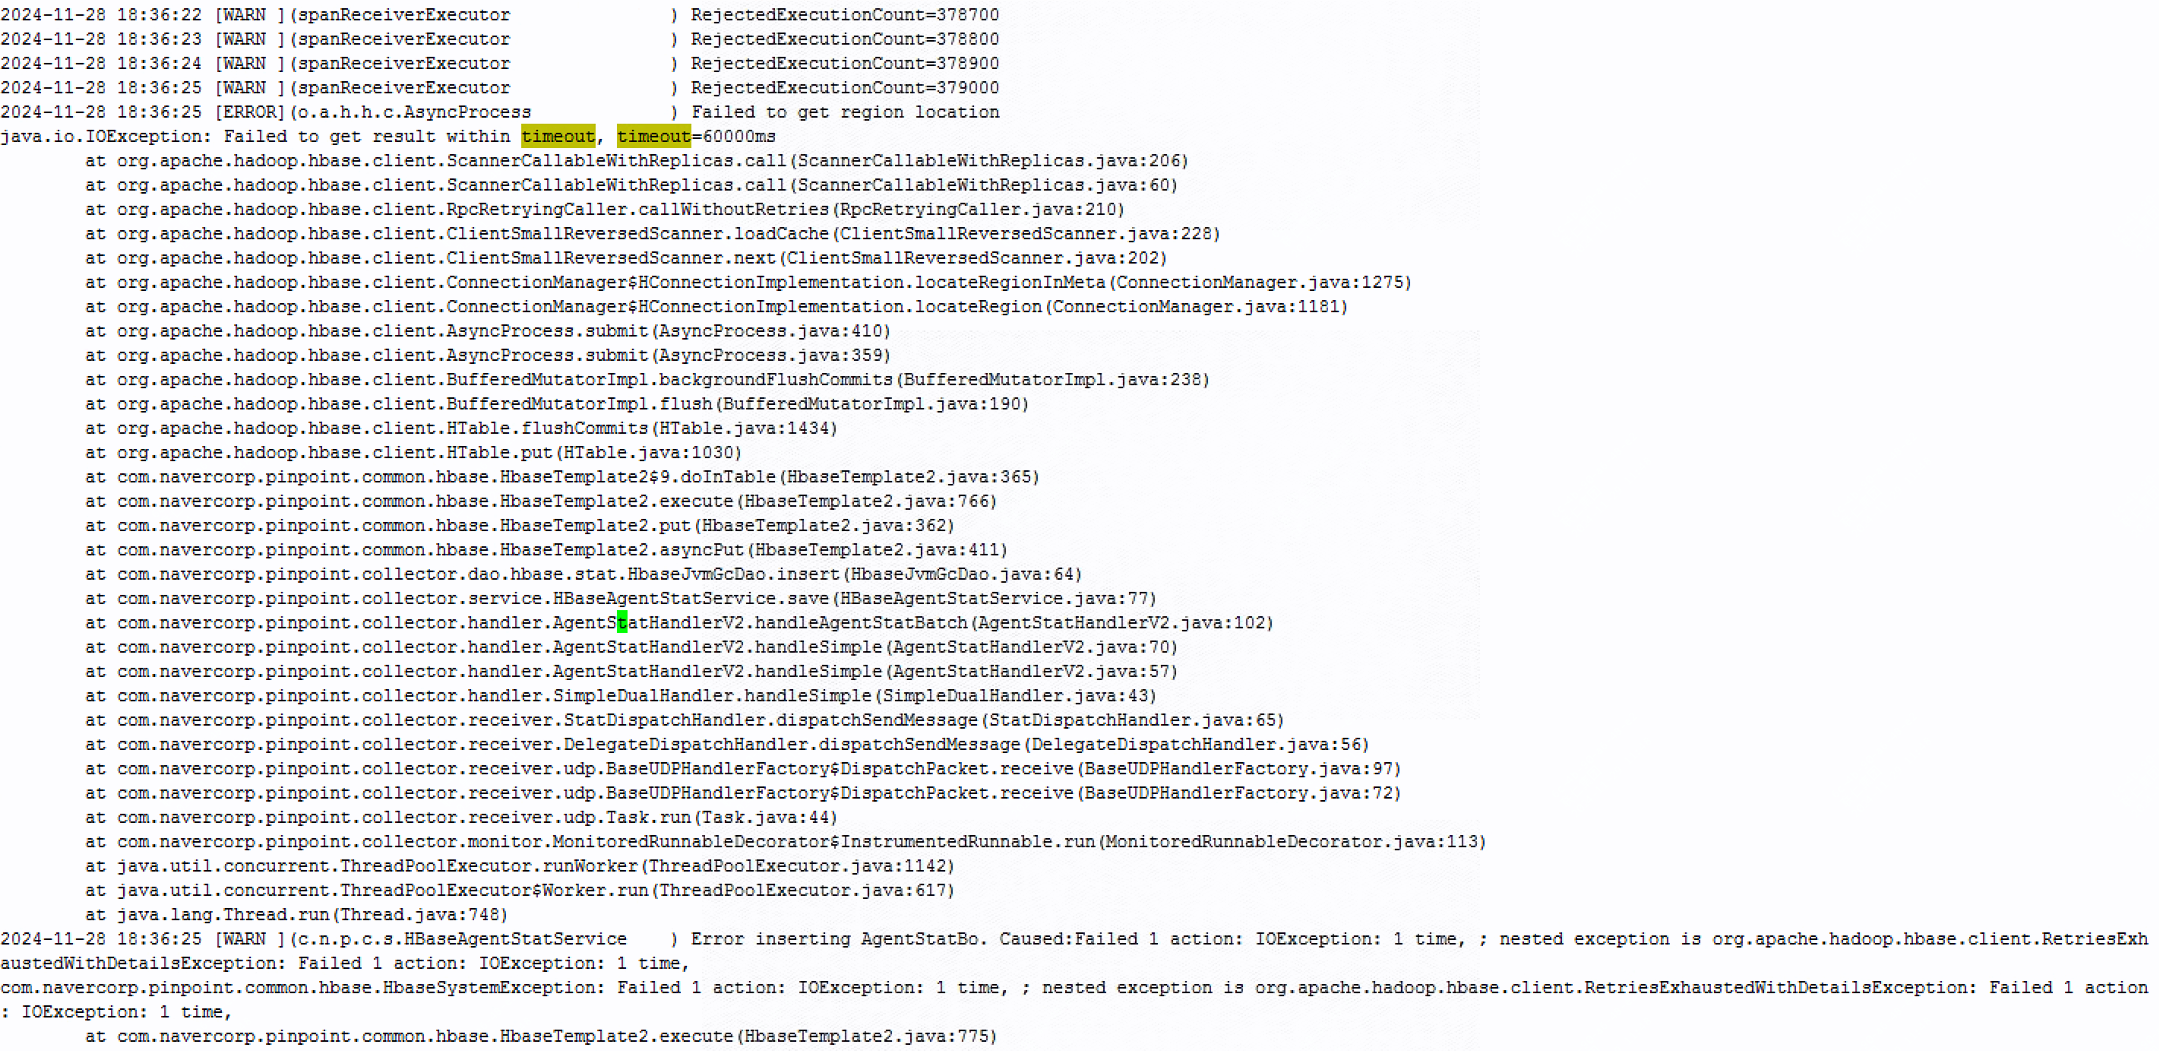 2024-11-28 18:36:22 [WARN ](spanReceiverExecutor               ) RejectedExecutionCount=378700
2024-11-28 18:36:23 [WARN ](spanReceiverExecutor               ) RejectedExecutionCount=378800
2024-11-28 18:36:24 [WARN ](spanReceiverExecutor               ) RejectedExecutionCount=378900
2024-11-28 18:36:25 [WARN ](spanReceiverExecutor               ) RejectedExecutionCount=379000
2024-11-28 18:36:25 [ERROR](o.a.h.h.c.AsyncProcess             ) Failed to get region location
java.io.IOException: Failed to get result within timeout, timeout=60000ms
        at org.apache.hadoop.hbase.client.ScannerCallableWithReplicas.call(ScannerCallableWithReplicas.java:206)
        at org.apache.hadoop.hbase.client.ScannerCallableWithReplicas.call(ScannerCallableWithReplicas.java:60)
        at org.apache.hadoop.hbase.client.RpcRetryingCaller.callWithoutRetries(RpcRetryingCaller.java:210)
        at org.apache.hadoop.hbase.client.ClientSmallReversedScanner.loadCache(ClientSmallReversedScanner.java:228)
        at org.apache.hadoop.hbase.client.ClientSmallReversedScanner.next(ClientSmallReversedScanner.java:202)
        at org.apache.hadoop.hbase.client.ConnectionManager$HConnectionImplementation.locateRegionInMeta(ConnectionManager.java:1275)
        at org.apache.hadoop.hbase.client.ConnectionManager$HConnectionImplementation.locateRegion(ConnectionManager.java:1181)
        at org.apache.hadoop.hbase.client.AsyncProcess.submit(AsyncProcess.java:410)
        at org.apache.hadoop.hbase.client.AsyncProcess.submit(AsyncProcess.java:359)
        at org.apache.hadoop.hbase.client.BufferedMutatorImpl.backgroundFlushCommits(BufferedMutatorImpl.java:238)
        at org.apache.hadoop.hbase.client.BufferedMutatorImpl.flush(BufferedMutatorImpl.java:190)
        at org.apache.hadoop.hbase.client.HTable.flushCommits(HTable.java:1434)
        at org.apache.hadoop.hbase.client.HTable.put(HTable.java:1030)
        at com.navercorp.pinpoint.common.hbase.HbaseTemplate2$9.doInTable(HbaseTemplate2.java:365)
        at com.navercorp.pinpoint.common.hbase.HbaseTemplate2.execute(HbaseTemplate2.java:766)
        at com.navercorp.pinpoint.common.hbase.HbaseTemplate2.put(HbaseTemplate2.java:362)
        at com.navercorp.pinpoint.common.hbase.HbaseTemplate2.asyncPut(HbaseTemplate2.java:411)
        at com.navercorp.pinpoint.collector.dao.hbase.stat.HbaseJvmGcDao.insert(HbaseJvmGcDao.java:64)
        at com.navercorp.pinpoint.collector.service.HBaseAgentStatService.save(HBaseAgentStatService.java:77)
        at com.navercorp.pinpoint.collector.handler.AgentStatHandlerV2.handleAgentStatBatch(AgentStatHandlerV2.java:102)
        at com.navercorp.pinpoint.collector.handler.AgentStatHandlerV2.handleSimple(AgentStatHandlerV2.java:70)
        at com.navercorp.pinpoint.collector.handler.AgentStatHandlerV2.handleSimple(AgentStatHandlerV2.java:57)
        at com.navercorp.pinpoint.collector.handler.SimpleDualHandler.handleSimple(SimpleDualHandler.java:43)
        at com.navercorp.pinpoint.collector.receiver.StatDispatchHandler.dispatchSendMessage(StatDispatchHandler.java:65)
        at com.navercorp.pinpoint.collector.receiver.DelegateDispatchHandler.dispatchSendMessage(DelegateDispatchHandler.java:56)
        at com.navercorp.pinpoint.collector.receiver.udp.BaseUDPHandlerFactory$DispatchPacket.receive(BaseUDPHandlerFactory.java:97)
        at com.navercorp.pinpoint.collector.receiver.udp.BaseUDPHandlerFactory$DispatchPacket.receive(BaseUDPHandlerFactory.java:72)
        at com.navercorp.pinpoint.collector.receiver.udp.Task.run(Task.java:44)
        at com.navercorp.pinpoint.collector.monitor.MonitoredRunnableDecorator$InstrumentedRunnable.run(MonitoredRunnableDecorator.java:113)
        at java.util.concurrent.ThreadPoolExecutor.runWorker(ThreadPoolExecutor.java:1142)
        at java.util.concurrent.ThreadPoolExecutor$Worker.run(ThreadPoolExecutor.java:617)
        at java.lang.Thread.run(Thread.java:748)
2024-11-28 18:36:25 [WARN ](c.n.p.c.s.HBaseAgentStatService    ) Error inserting AgentStatBo. Caused:Failed 1 action: IOException: 1 time, ; nested exception is org.apache.hadoop.hbase.client.RetriesExh
austedWithDetailsException: Failed 1 action: IOException: 1 time,
com.navercorp.pinpoint.common.hbase.HbaseSystemException: Failed 1 action: IOException: 1 time, ; nested exception is org.apache.hadoop.hbase.client.RetriesExhaustedWithDetailsException: Failed 1 action
: IOException: 1 time,
        at com.navercorp.pinpoint.common.hbase.HbaseTemplate2.execute(HbaseTemplate2.java:775)